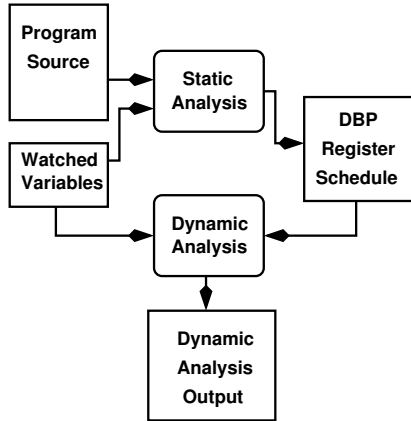 Program
Source
Static
Analysis
DBP
Register
Schedule
Watched
Variables
Dynamic
Analysis
Dynamic
Analysis
Output